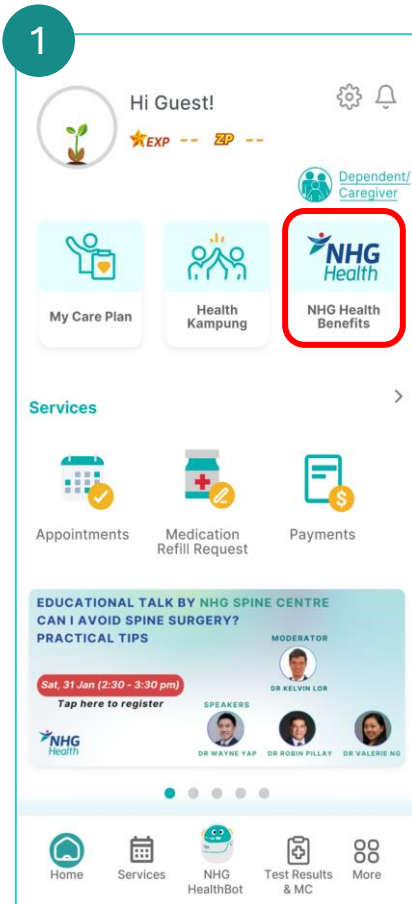 1
Hi Guest!
EXP -- ZP --
Dependent/
Caregiver
NHG
Health
My Care Plan
Health
Kampung
NHG Health
Benefits
Services
Appointments
Medication
Refill Request
Payments
EDUCATIONAL TALK BY NHG SPINE CENTRE
CAN I AVOID SPINE SURGERY?
PRACTICAL TIPS
MODERATOR
DR KELVIN LOR
Sat, 31 Jan (2:30 - 3:30 pm)
Tap here to register
SPEAKERS
NHG
Health
DR WAYNE YAP
DR ROBIN PILLAY
DR VALERIE NG
Home
Services
NHG
HealthBot
Test Results
& MC
More